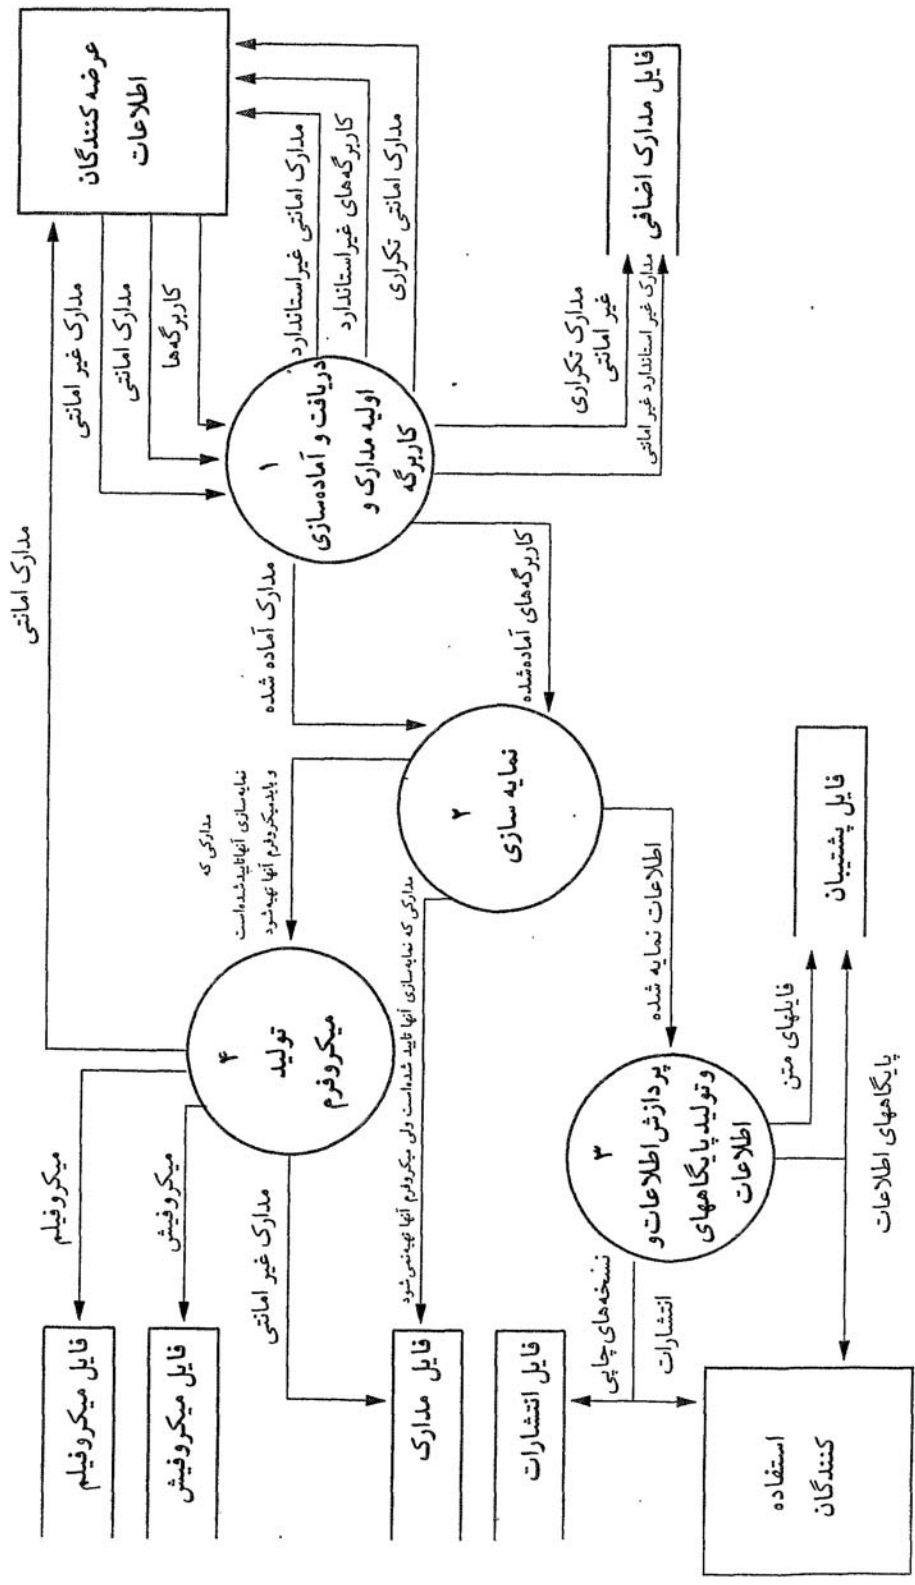 عرضه کنندگان
اطلاعات
مدارک غیر امانتی
مدارک امانتی
کاربرگه‌ها
مدارک امانتی غیراستاندارد
کاربرگه‌های غیراستاندارد
مدارک امانتی تکراری
مدارک امانتی
۱
دریافت و آماده‌سازی
اولیه مدارک و
کاربرگه
فایل مدارک اضافی
مدارک تکراری
غیر امانتی
مدارک غیر استاندارد غیر امانتی
مدارک آماده شده
کاربرگه‌های آماده‌شده
۲
نمایه سازی
مدارکی که
نمایه‌سازی آنها تایید شده‌است
و باید میکروفرم آنها تهیه شود
مدارکی که نمایه‌سازی آنها تایید شده‌است ولی میکروفرم آنها تهیه نمی‌شود
اطلاعات نمایه شده
۴
تولید
میکروفرم
میکروفیلم
میکروفیش
مدارک غیر امانتی
۳
پردازش اطلاعات و
و تولید پایگاههای
اطلاعات
فایلهای متن
پایگاههای اطلاعات
فایل پشتیبان
نسخه‌های چاپی
انتشارات
فایل میکروفیلم
فایل میکروفیش
فایل مدارک
فایل انتشارات
استفاده
کنندگان